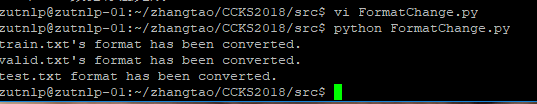 zutnlp@zutnlp-01:~/zhangtao/CCKS2018/src$ vi FormatChange.py
zutnlp@zutnlp-01:~/zhangtao/CCKS2018/src$ python FormatChange.py
train.txt's format has been converted.
valid.txt's format has been converted.
test.txt format has been converted.
zutnlp@zutnlp-01:~/zhangtao/CCKS2018/src$